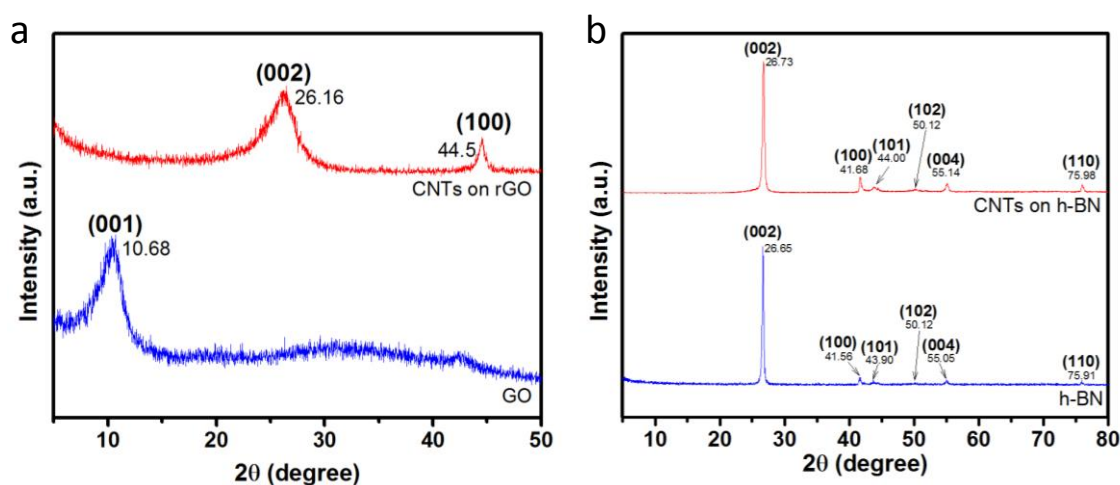 a
(002)
26.16
(100)
44.5
CNTs on rGO
(001)
10.68
GO
Intensity (a.u.)
10 20 30 40 50
2θ (degree)
b
(002)
26.73
(102)
50.12
(100)
41.68
(101)
44.00
(004)
55.14
(110)
75.98
CNTs on h-BN
(002)
26.65
(102)
50.12
(100)
41.56
(101)
43.90
(004)
55.05
(110)
75.91
h-BN
Intensity (a.u.)
10 20 30 40 50 60 70 80
2θ (degree)